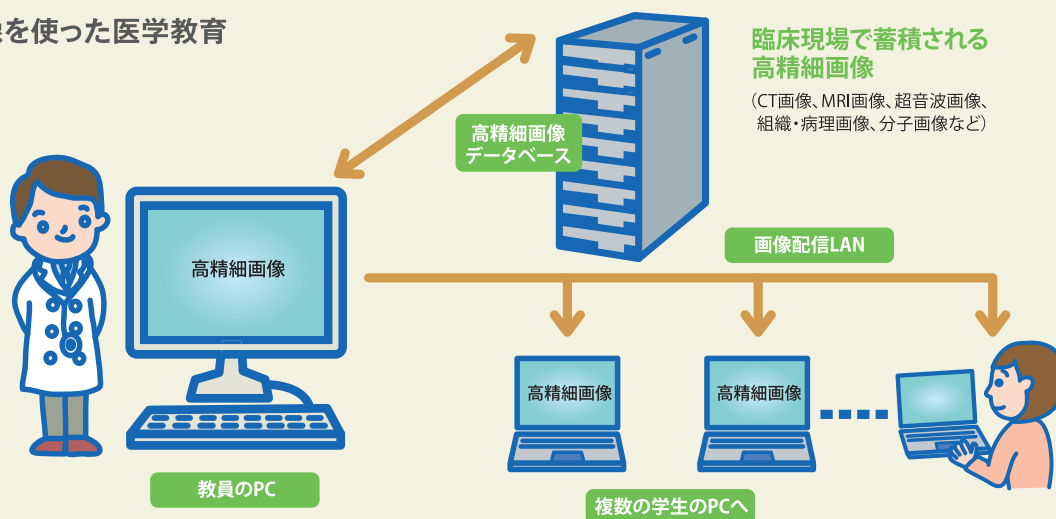 を使った医学教育
臨床現場で蓄積される
高精細画像
（CT画像、MRI画像、超音波画像、
組織・病理画像、分子画像など）
高精細画像
データベース
画像配信LAN
高精細画像
高精細画像
高精細画像
教員のPC
複数の学生のPCへ